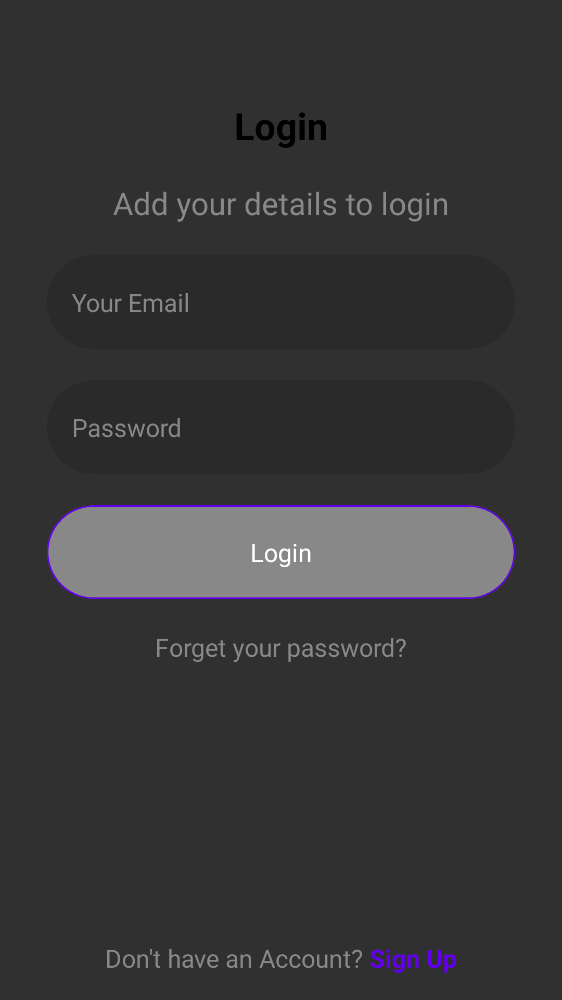 Login
Add your details to login
Your Email
Password
Login
Forget your password?
Don't have an Account? Sign Up